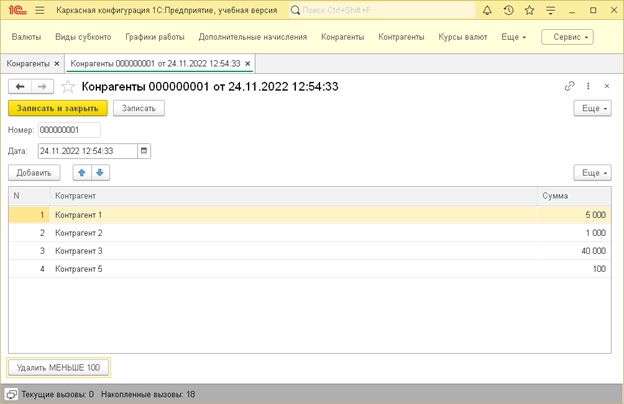 1С Каркасная конфигурация 1С:Предприятие, учебная версия Поиск Ctrl+Shift+F
Валюты Виды субконто Графики работы Дополнительные начисления Конрагенты Контрагенты Курсы валют Еще Сервис
Конрагенты × Конрагенты 000000001 от 24.11.2022 12:54:33 ×
Конрагенты 000000001 от 24.11.2022 12:54:33
Записать и закрыть Записать Еще
Номер: 000000001
Дата: 24.11.2022 12:54:33
Добавить Еще
N Контрагент Сумма
1 Контрагент 1 5 000
2 Контрагент 2 1 000
3 Контрагент 3 40 000
4 Контрагент 5 100
Удалить МЕНЬШЕ 100
Текущие вызовы: 0 Накопленные вызовы: 18